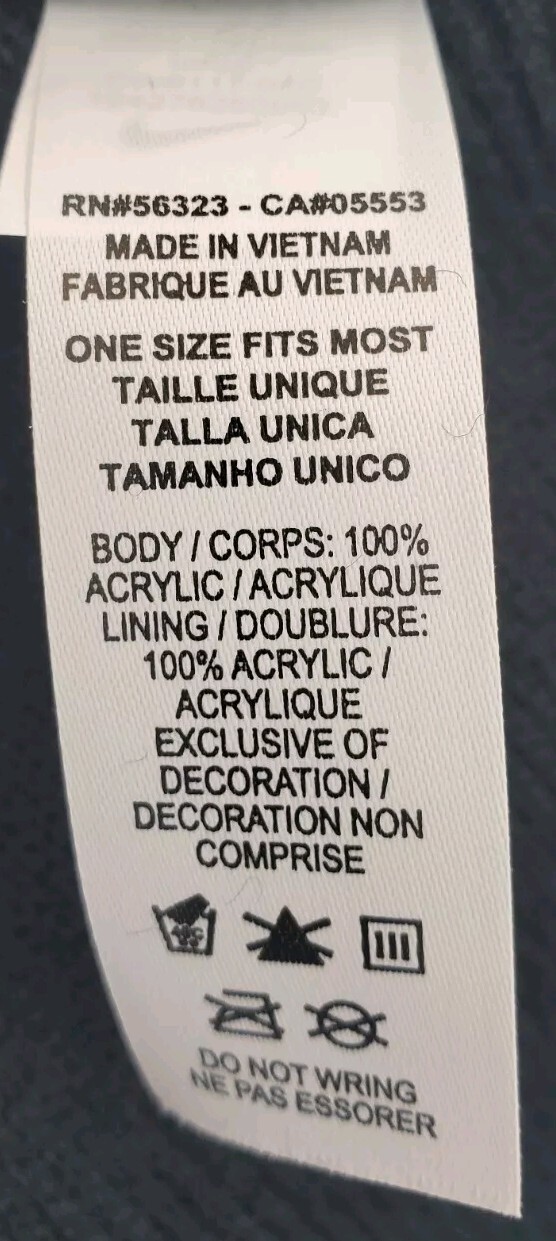 RN#56323 - CA#05553
MADE IN VIETNAM
FABRIQUE AU VIETNAM
ONE SIZE FITS MOST
TAILLE UNIQUE
TALLA UNICA
TAMANHO UNICO
BODY / CORPS: 100%
ACRYLIC / ACRYLIQUE
LINING / DOUBLURE:
100% ACRYLIC /
ACRYLIQUE
EXCLUSIVE OF
DECORATION /
DECORATION NON
COMPRISE
DO NOT WRING
NE PAS ESSORER